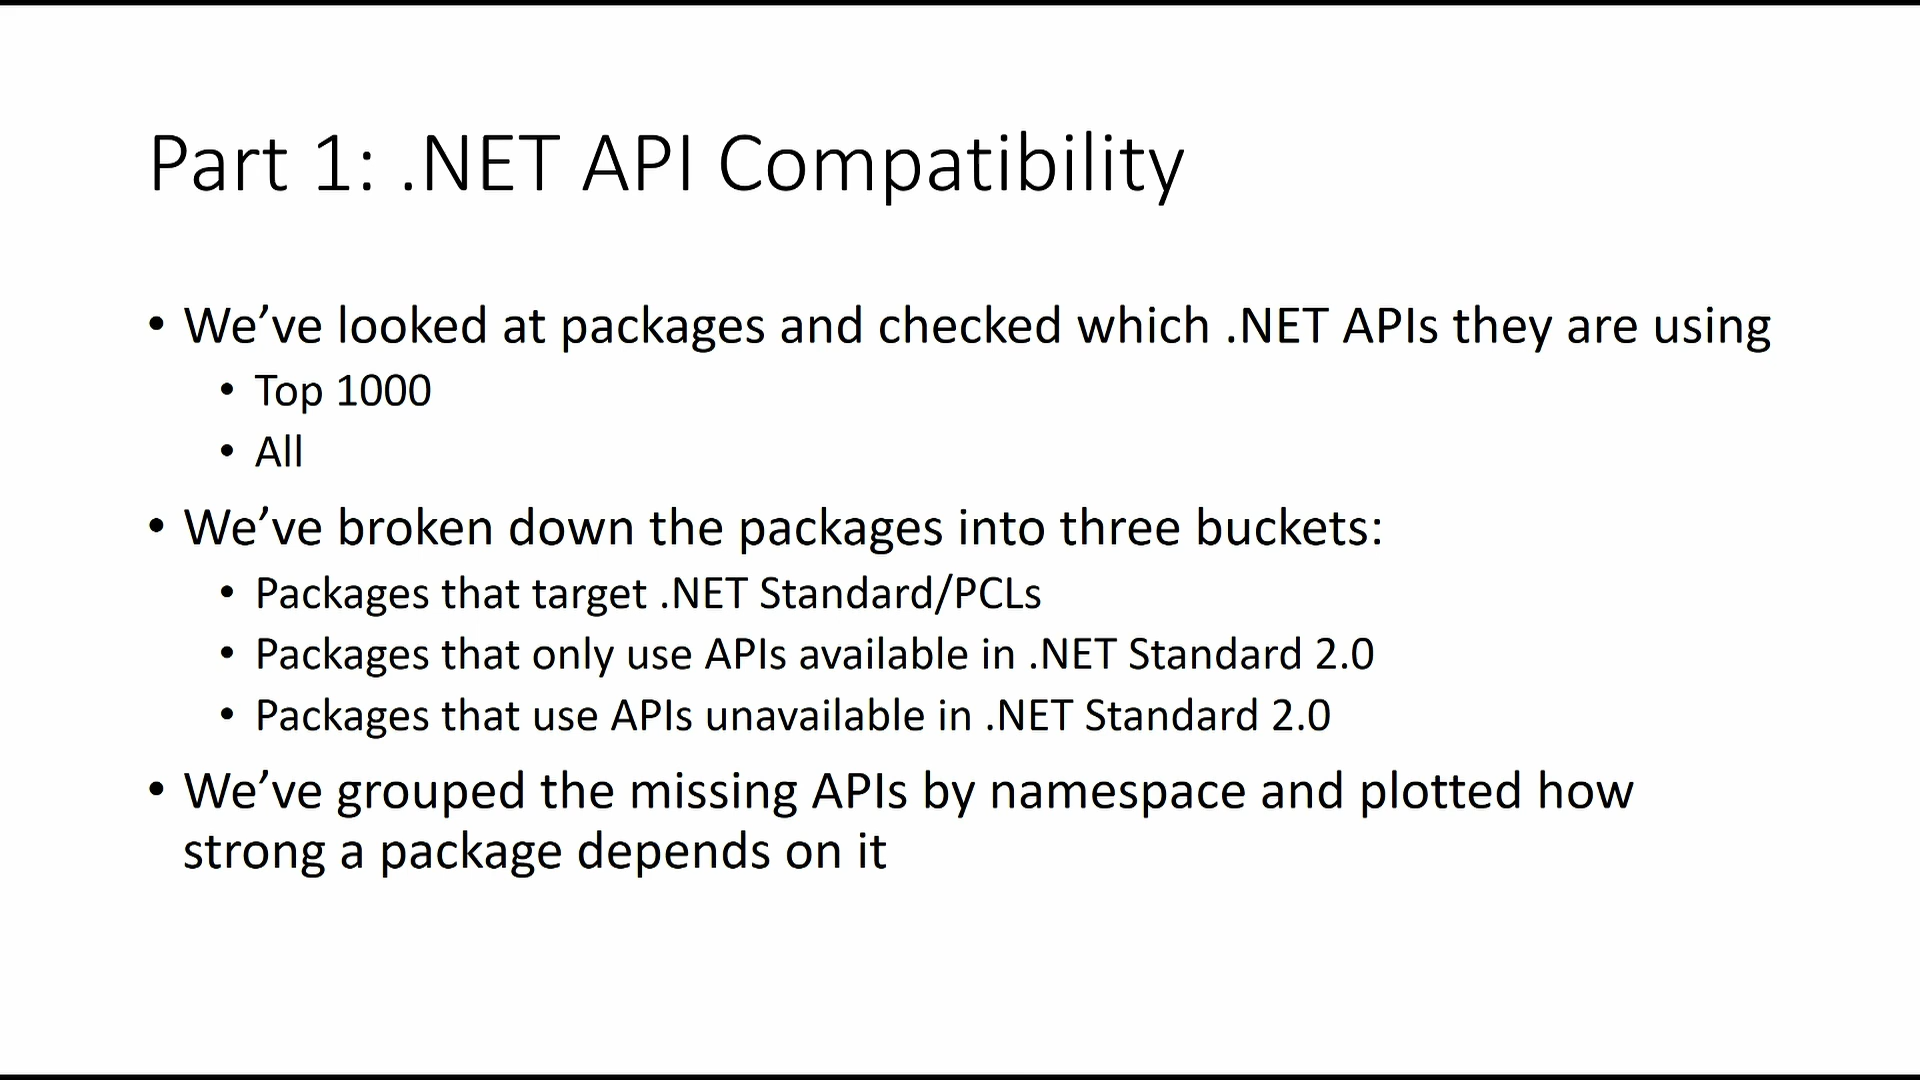 Part 1: .NET API Compatibility
• We’ve looked at packages and checked which .NET APIs they are using
• Top 1000
• All
• We’ve broken down the packages into three buckets:
• Packages that target .NET Standard/PCLs
• Packages that only use APIs available in .NET Standard 2.0
• Packages that use APIs unavailable in .NET Standard 2.0
• We’ve grouped the missing APIs by namespace and plotted how
strong a package depends on it